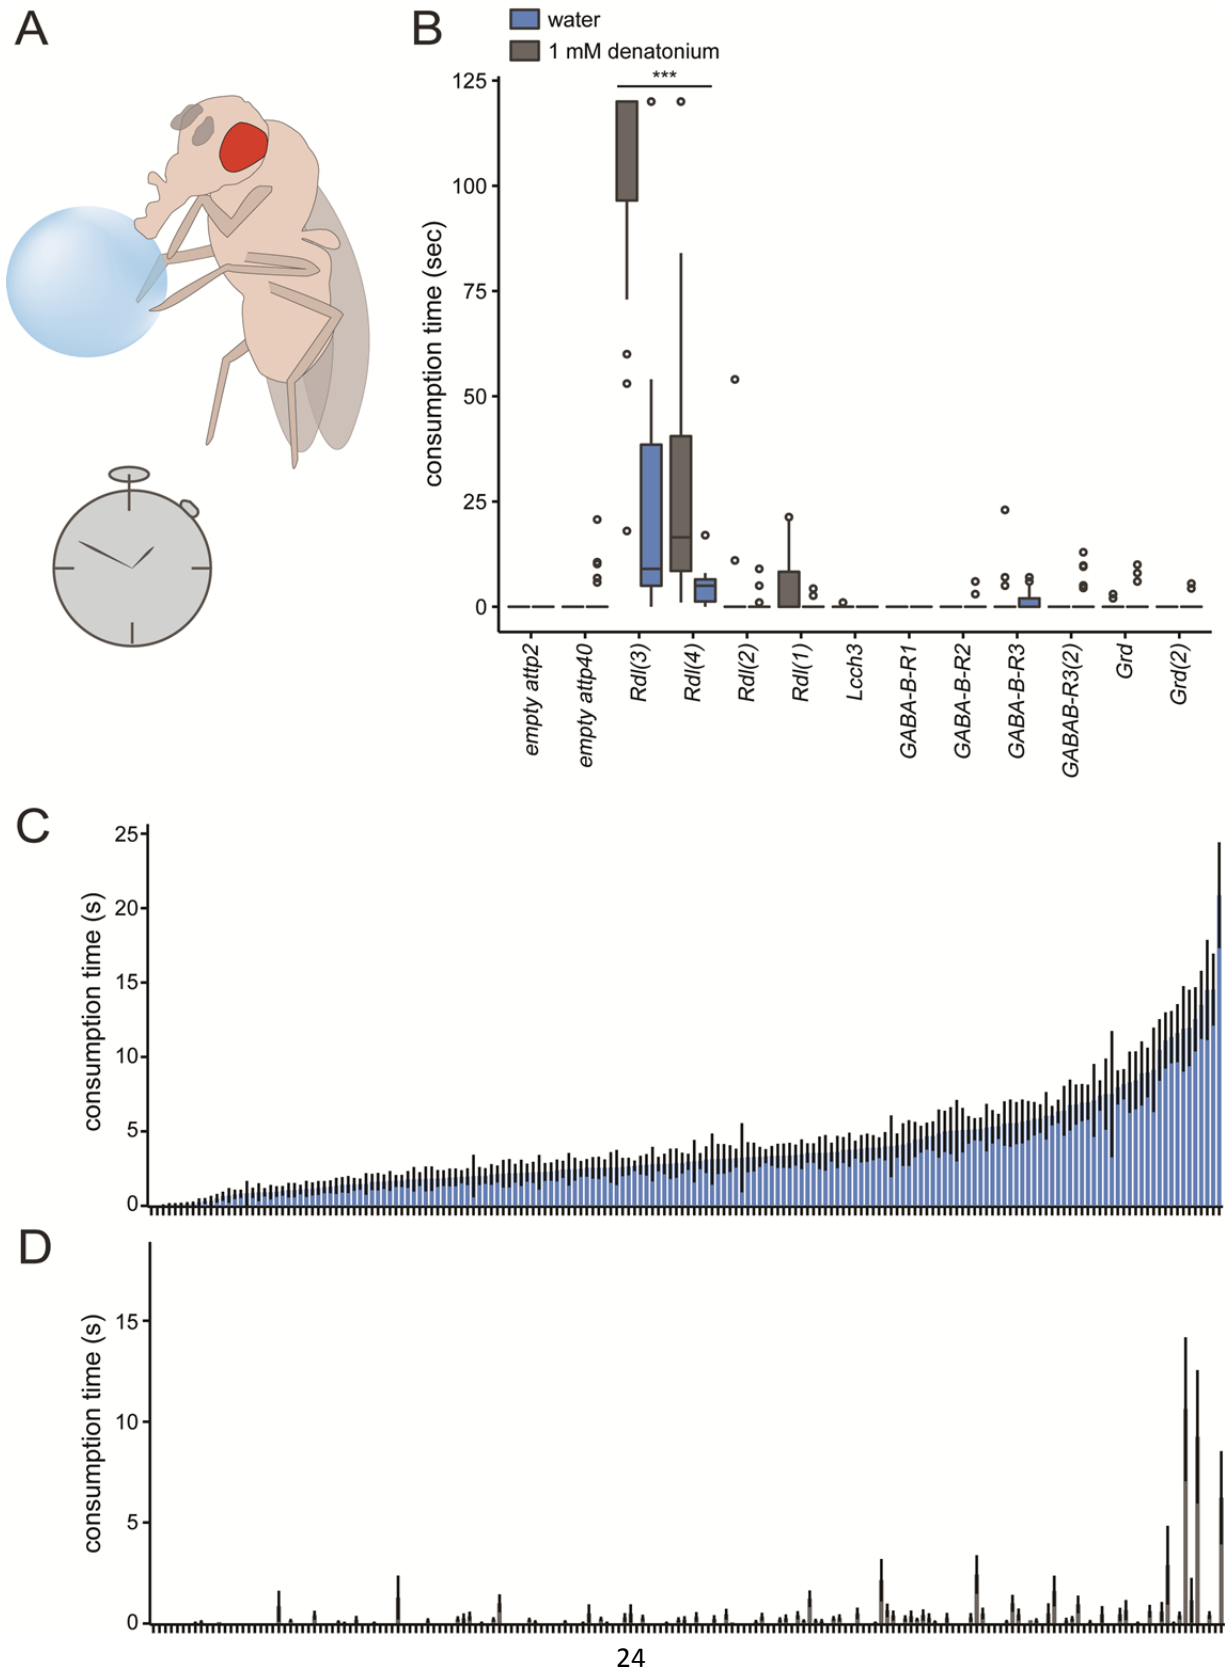 A
B
water
1 mM denatonium
***
125
100
75
50
25
0
consumption time (sec)
empty attp2
empty attp40
Rdl(3)
Rdl(4)
Rdl(2)
Rdl(1)
Lcch3
GABA-B-R1
GABA-B-R2
GABA-B-R3
GABAB-R3(2)
Grd
Grd(2)
C
25
20
15
10
5
0
consumption time (s)
D
15
10
5
0
consumption time (s)
24